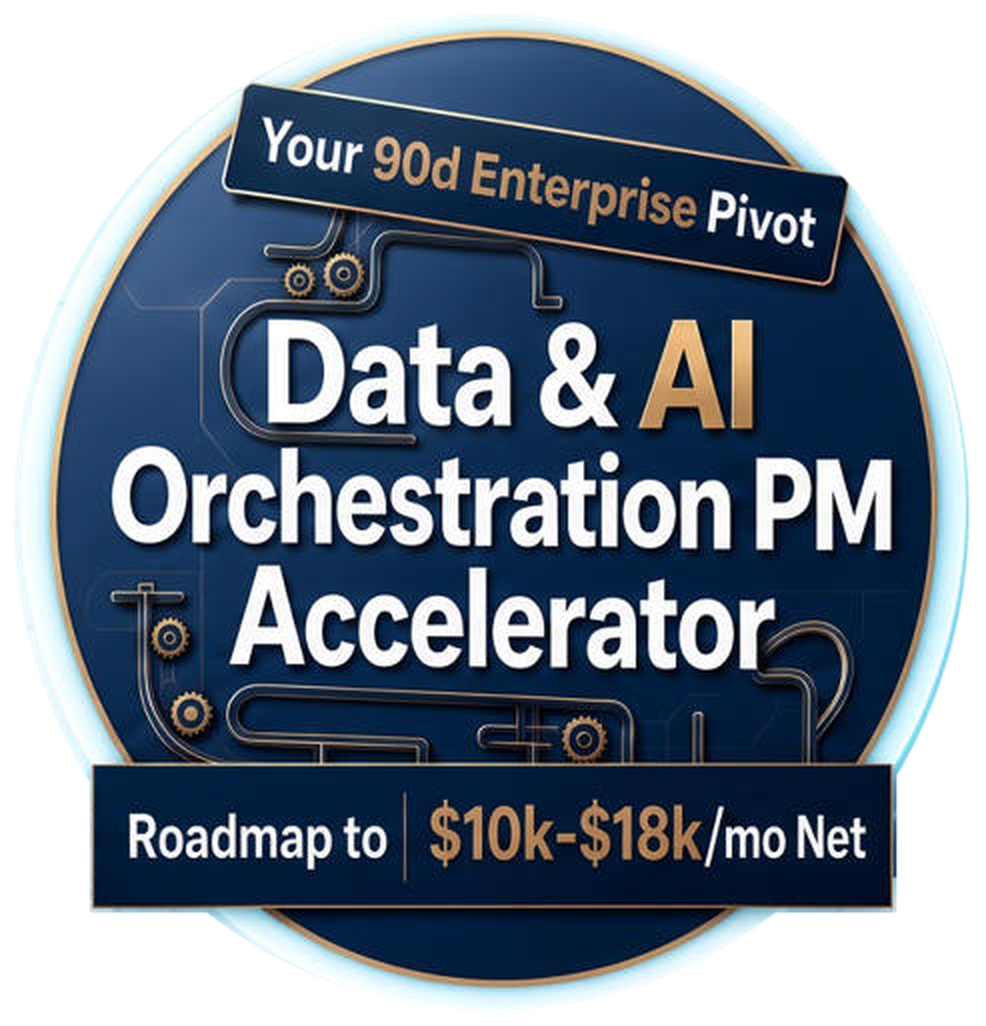 Your 90d Enterprise Pivot
Data & AI
Orchestration PM
Accelerator
Roadmap to $10k-$18k/mo Net